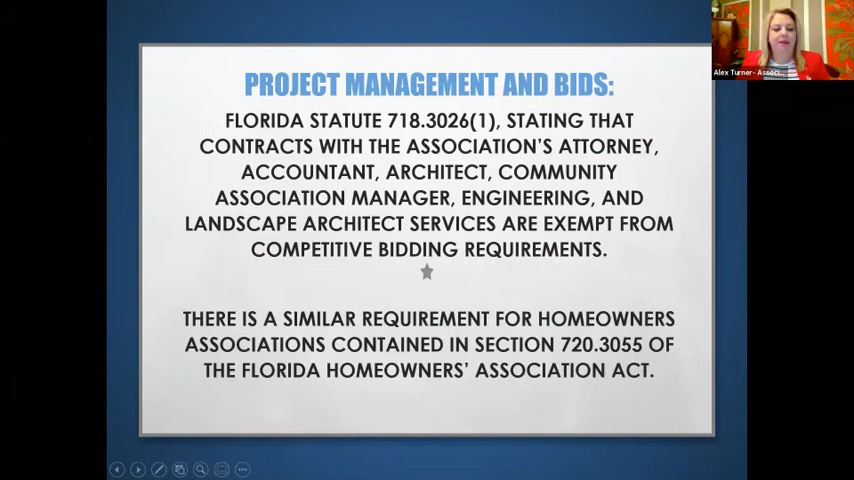 PROJECT MANAGEMENT AND BIDS:
FLORIDA STATUTE 718.3026(1), STATING THAT
CONTRACTS WITH THE ASSOCIATION'S ATTORNEY,
ACCOUNTANT, ARCHITECT, COMMUNITY
ASSOCIATION MANAGER, ENGINEERING, AND
LANDSCAPE ARCHITECT SERVICES ARE EXEMPT FROM
COMPETITIVE BIDDING REQUIREMENTS.
THERE IS A SIMILAR REQUIREMENT FOR HOMEOWNERS
ASSOCIATIONS CONTAINED IN SECTION 720.3055 OF
THE FLORIDA HOMEOWNERS' ASSOCIATION ACT.
Alex Turner- Associ...